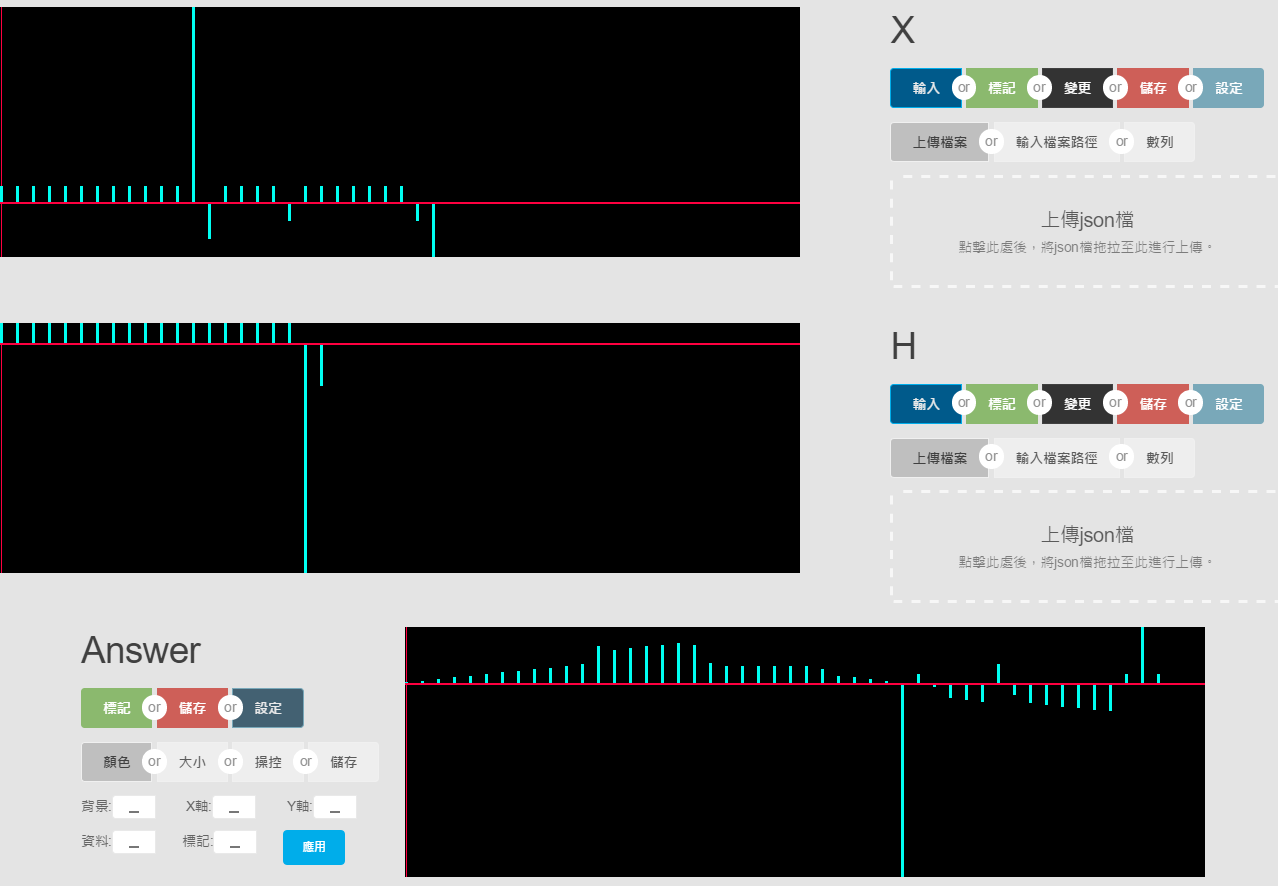 X
輸入 or 標記 or 變更 or 儲存 or 設定
上傳檔案 or 輸入檔案路徑 or 數列
上傳json檔
點擊此處後，將json檔拖拉至此進行上傳。
H
輸入 or 標記 or 變更 or 儲存 or 設定
上傳檔案 or 輸入檔案路徑 or 數列
上傳json檔
點擊此處後，將json檔拖拉至此進行上傳。
Answer
標記 or 儲存 or 設定
顏色 or 大小 or 操控 or 儲存
背景: _ X軸: _ Y軸: _
資料: _ 標記: _ 應用